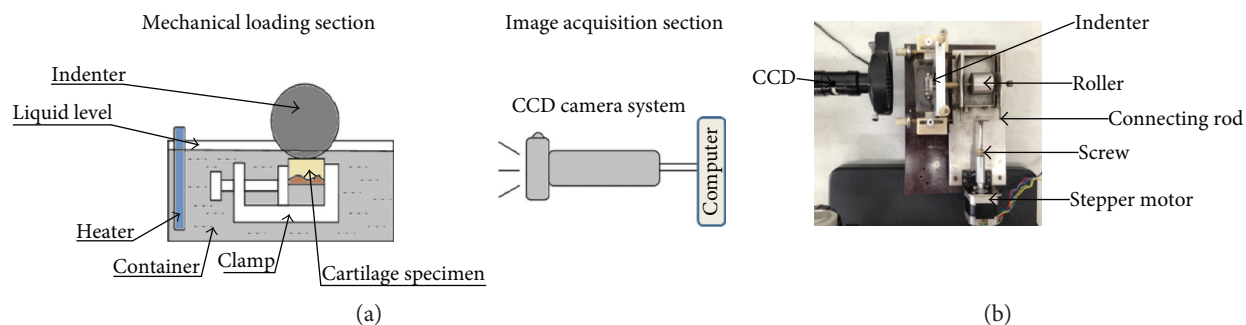 Mechanical loading section
Image acquisition section
Indenter
Liquid level
Heater
Container
Clamp
Cartilage specimen
CCD camera system
Computer
(a)
Indenter
CCD
Roller
Connecting rod
Screw
Stepper motor
(b)